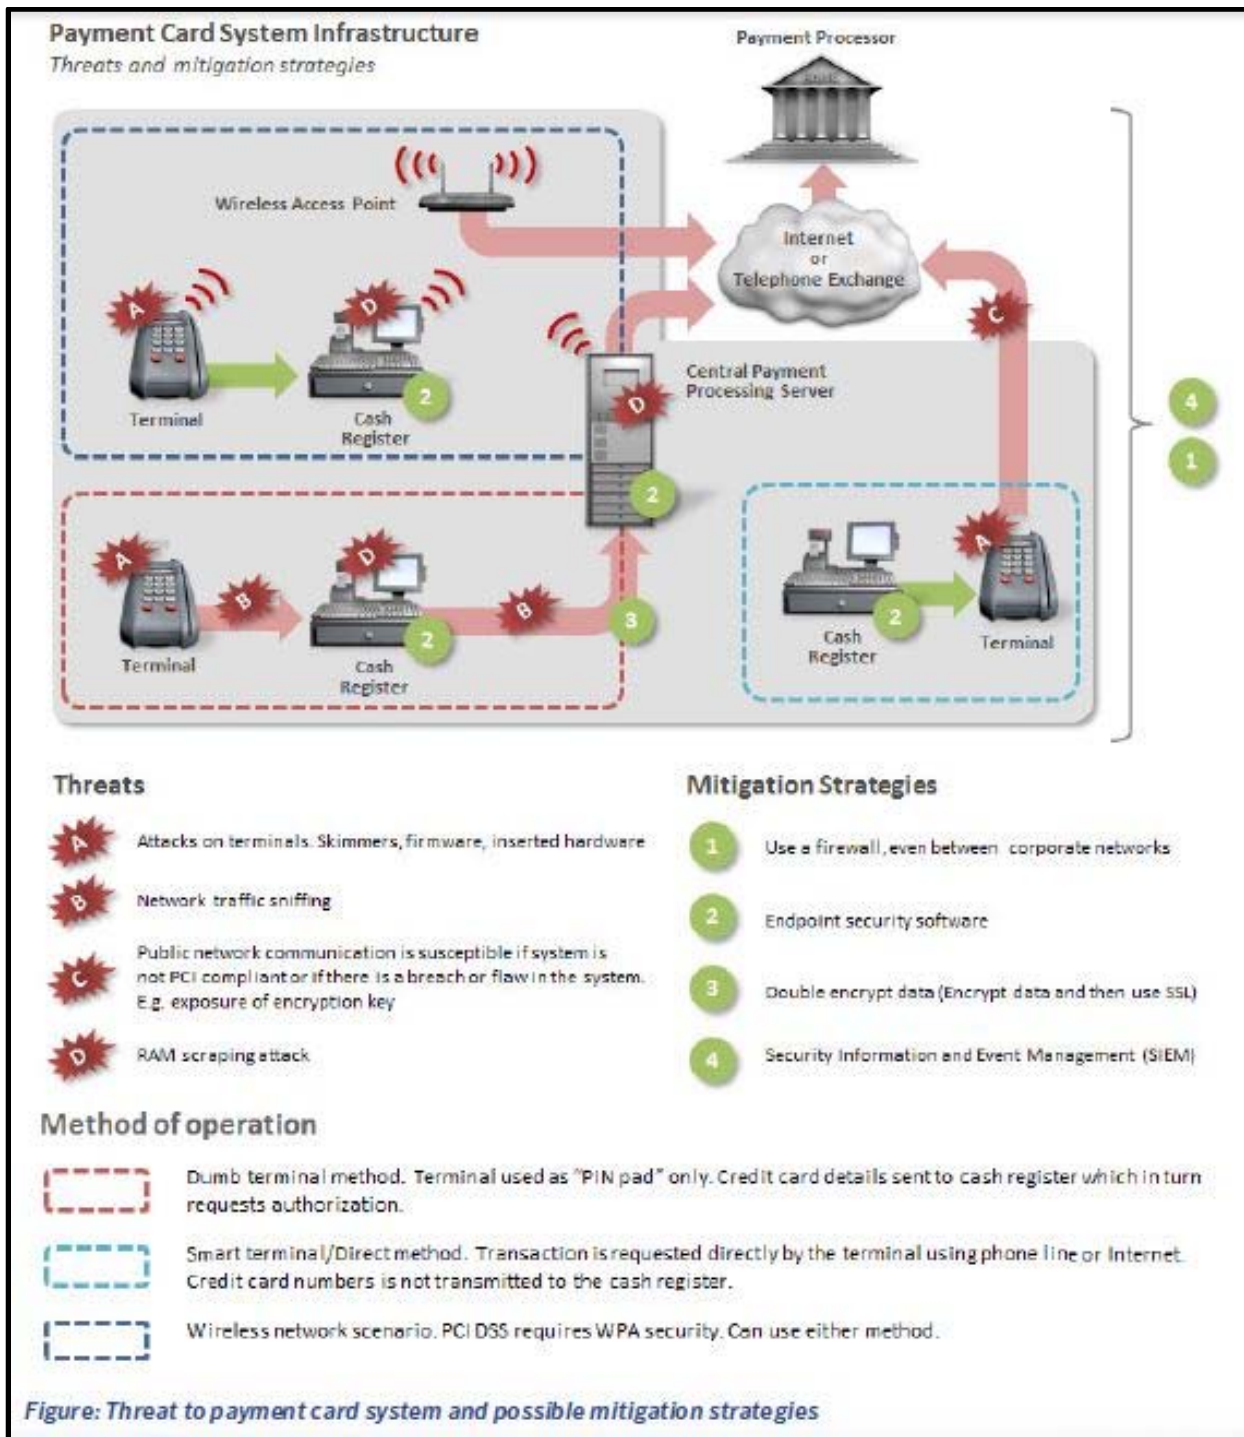 Payment Card System Infrastructure
Threats and mitigation strategies
Payment Processor
Wireless Access Point
Internet
or
Telephone Exchange
A
D
C
Terminal
2
Cash
Register
D
Central Payment
Processing Server
4
1
2
A
B
D
2
B
3
Terminal
Cash
Register
2
A
Cash
Register
Terminal
Threats
A
Attacks on terminals. Skimmers, firmware, inserted hardware
B
Network traffic sniffing
C
Public network communication is susceptible if system is
not PCI compliant or if there is a breach or flaw in the system.
E.g. exposure of encryption key
D
RAM scraping attack
Mitigation Strategies
1
Use a firewall, even between corporate networks
2
Endpoint security software
3
Double encrypt data (Encrypt data and then use SSL)
4
Security Information and Event Management (SIEM)
Method of operation
Dumb terminal method. Terminal used as "PIN pad" only. Credit card details sent to cash register which in turn
requests authorization.
Smart terminal/Direct method. Transaction is requested directly by the terminal using phone line or Internet.
Credit card numbers is not transmitted to the cash register.
Wireless network scenario. PCI DSS requires WPA security. Can use either method.
Figure: Threat to payment card system and possible mitigation strategies